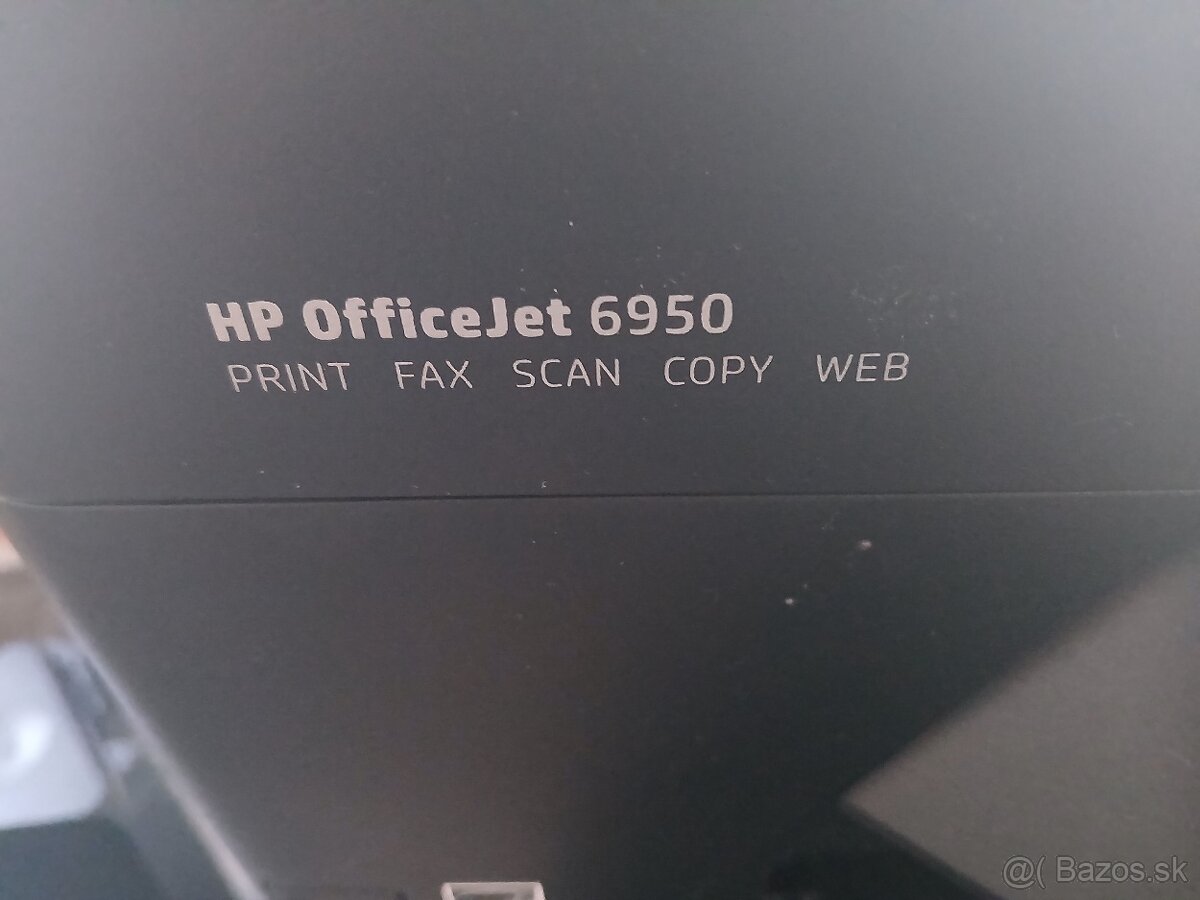 HP OfficeJet 6950
PRINT FAX SCAN COPY WEB
@( Bazos.sk